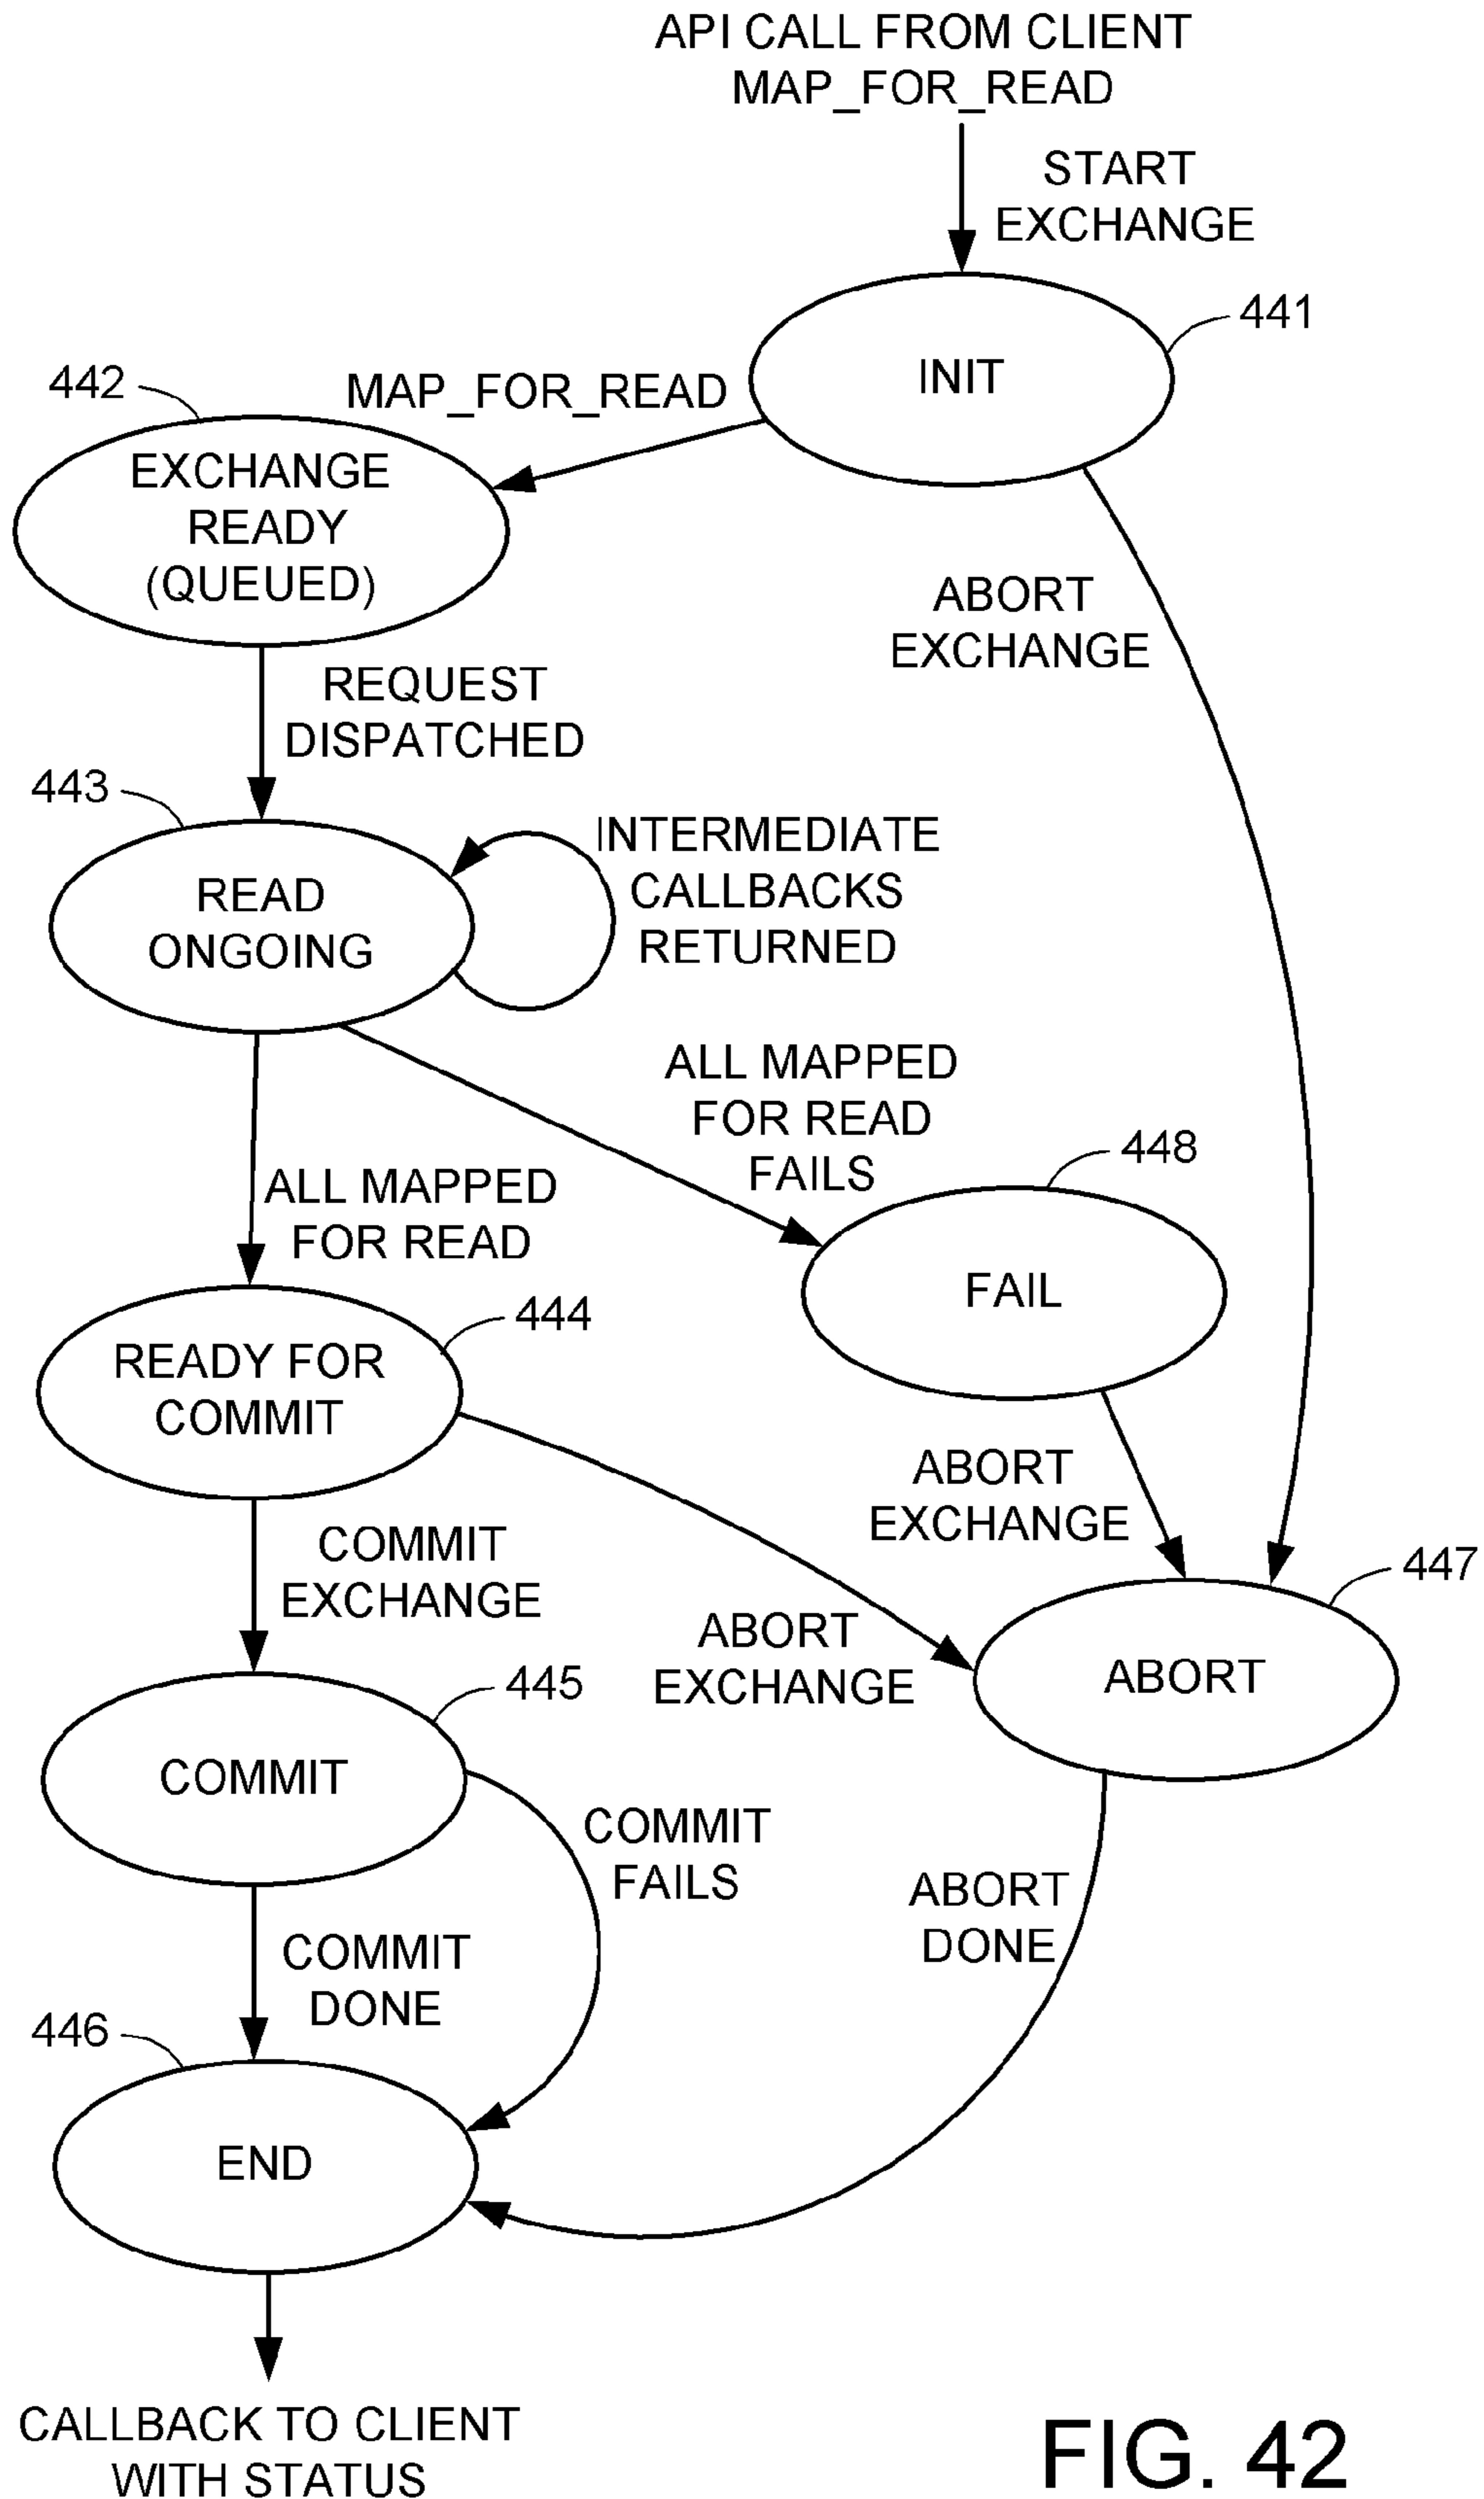 API CALL FROM CLIENT
MAP_FOR_READ
START
EXCHANGE
441
INIT
442
MAP_FOR_READ
EXCHANGE
READY
(QUEUED)
ABORT
EXCHANGE
REQUEST
DISPATCHED
443
INTERMEDIATE
CALLBACKS
RETURNED
READ
ONGOING
ALL MAPPED
FOR READ
FAILS
448
ALL MAPPED
FOR READ
FAIL
444
READY FOR
COMMIT
ABORT
EXCHANGE
COMMIT
EXCHANGE
447
ABORT
EXCHANGE
ABORT
445
COMMIT
COMMIT
FAILS
ABORT
DONE
COMMIT
DONE
446
END
CALLBACK TO CLIENT
WITH STATUS
FIG. 42